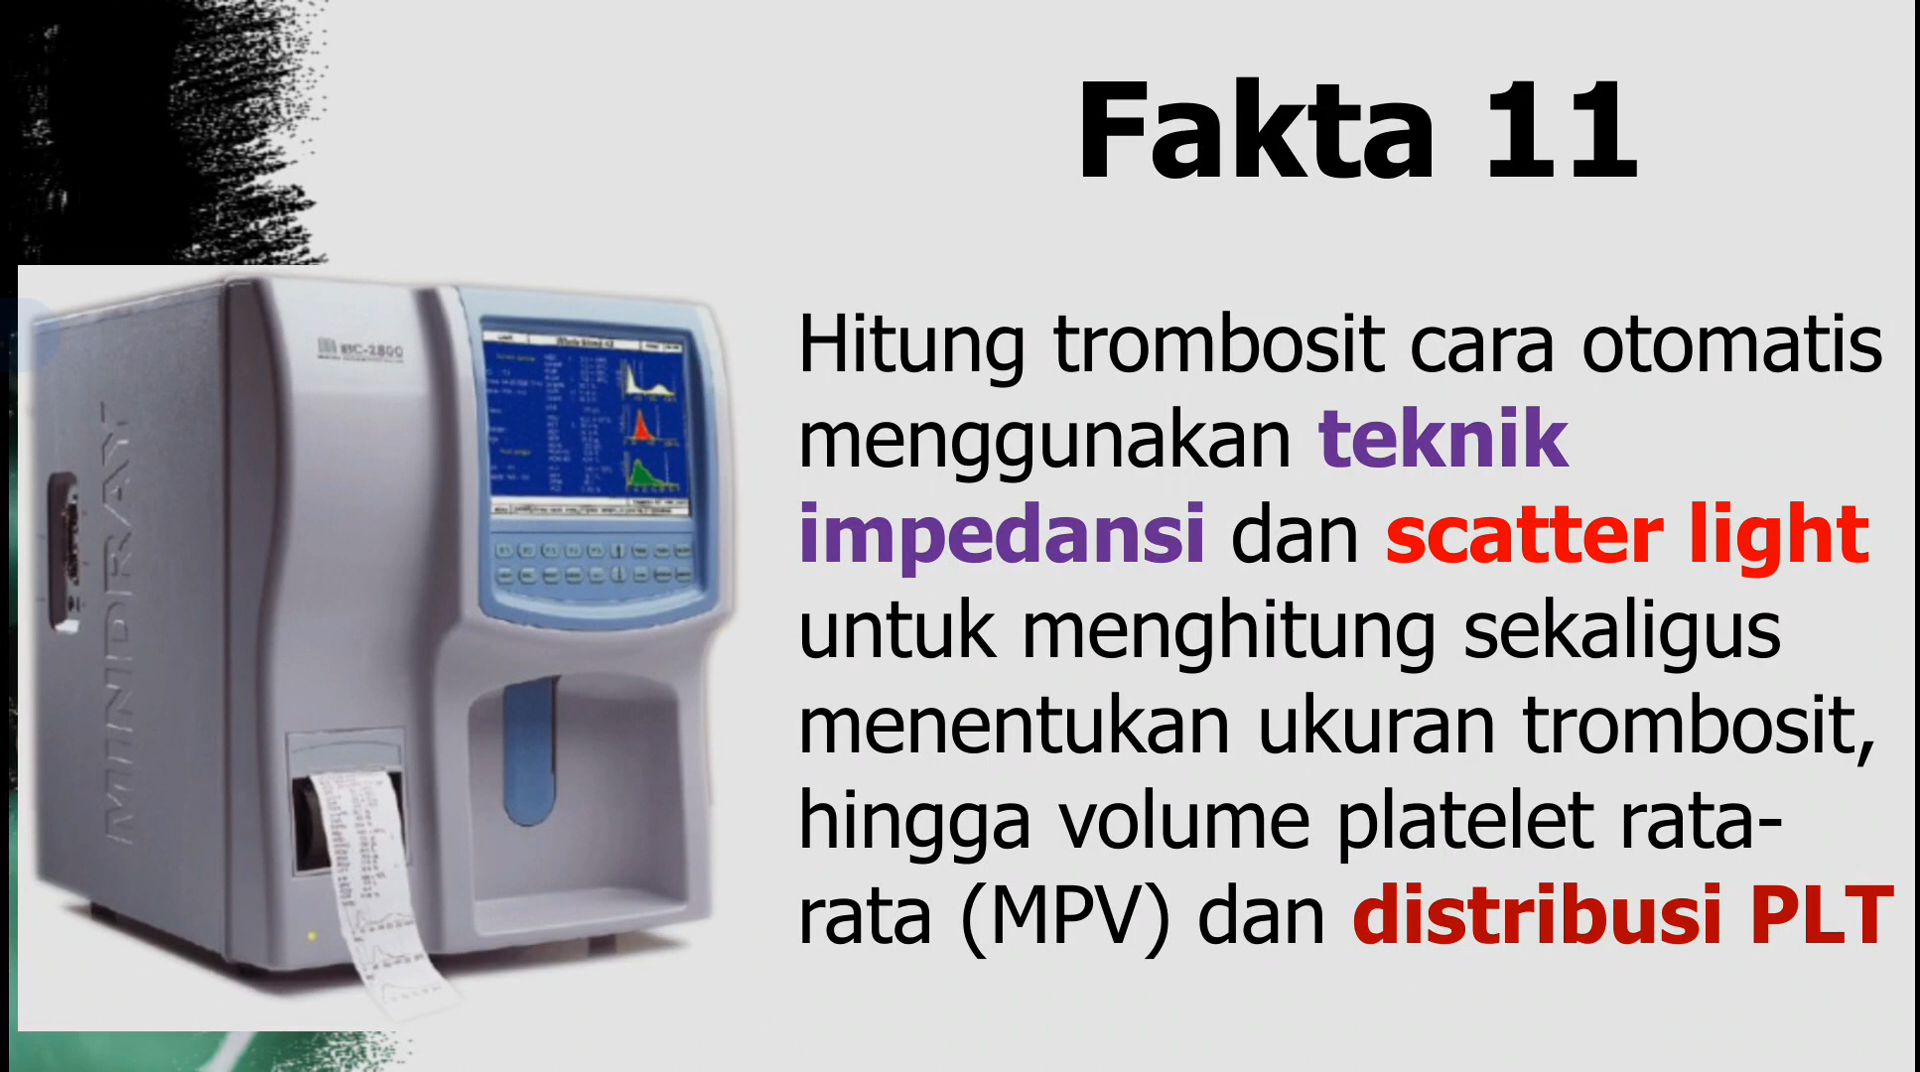 Fakta 11
Hitung trombosit cara otomatis
menggunakan teknik
impedansi dan scatter light
untuk menghitung sekaligus
menentukan ukuran trombosit,
hingga volume platelet rata-
rata (MPV) dan distribusi PLT
MINDRAY